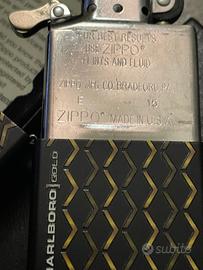 FOR BEST RESULTS
USE ZIPPO®
FLINTS AND FLUID
ZIPPO MFG. CO. BRADFORD, PA.
E 16
ZIPPO® MADE IN U.S.A.
MARLBORO GOLD
subito